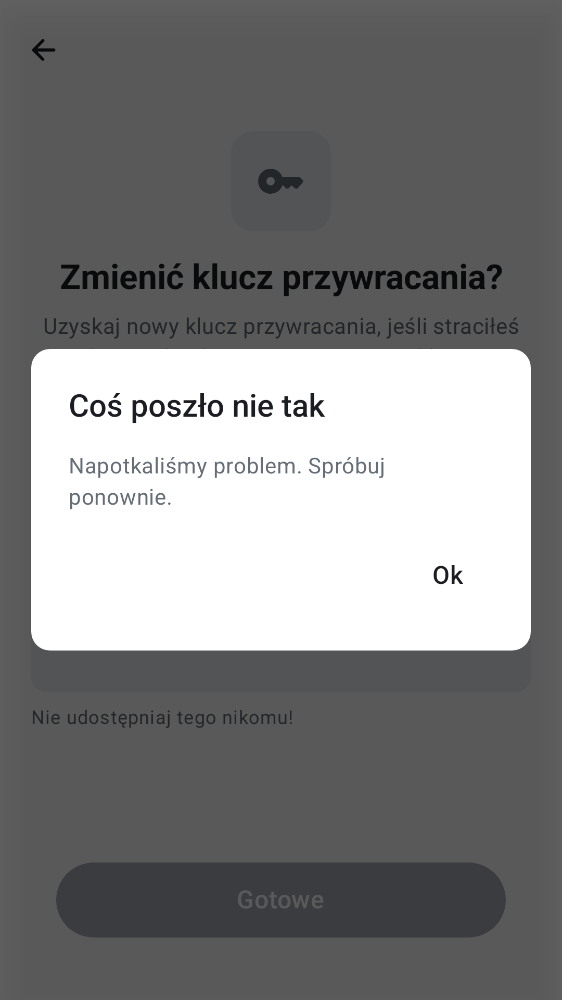 Zmienić klucz przywracania?
Uzyskaj nowy klucz przywracania, jeśli straciłeś
Coś poszło nie tak
Napotkaliśmy problem. Spróbuj
ponownie.
Ok
Nie udostępniaj tego nikomu!
Gotowe